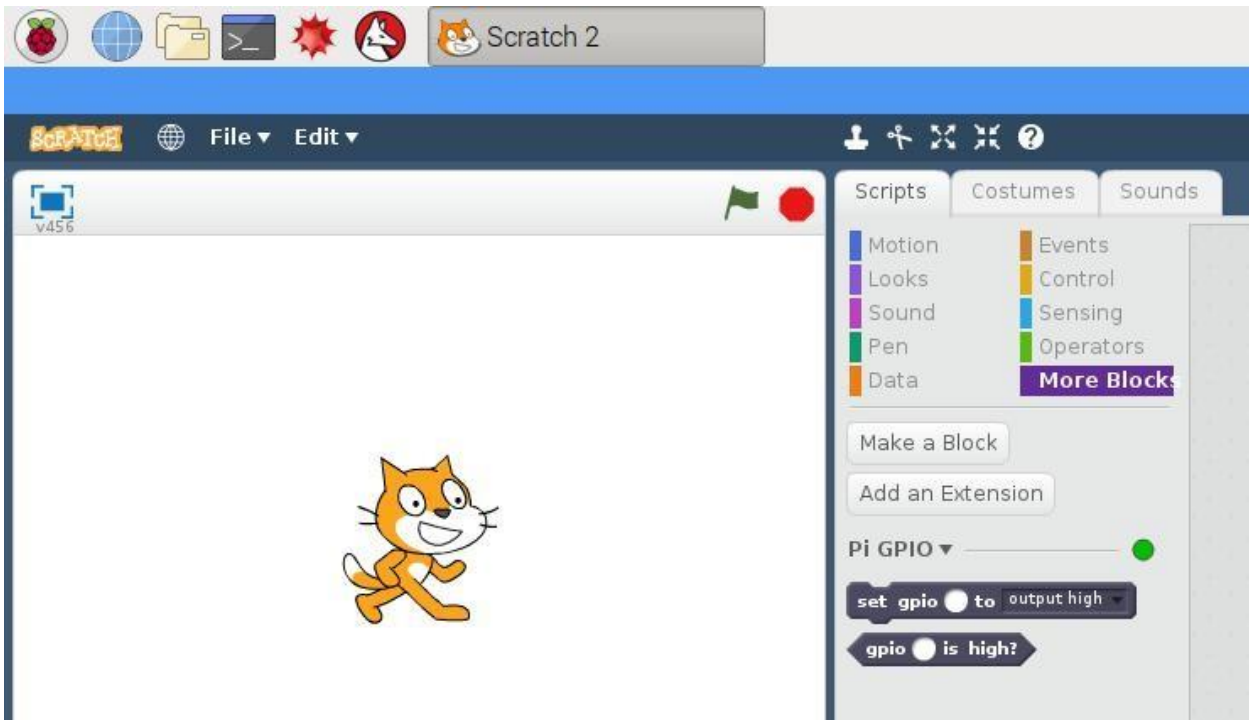 >_
Scratch 2
SCRATCH File Edit
v456
Scripts Costumes Sounds
Motion Events
Looks Control
Sound Sensing
Pen Operators
Data More Blocks
Make a Block
Add an Extension
Pi GPIO
set gpio to output high
gpio is high?